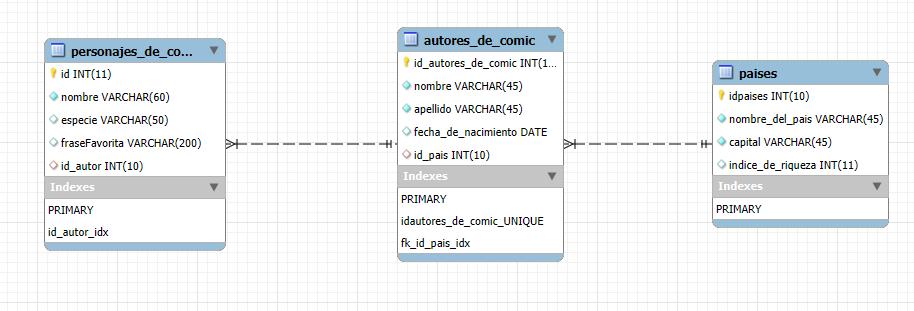 personajes_de_co...
id INT(11)
nombre VARCHAR(60)
especie VARCHAR(50)
fraseFavorita VARCHAR(200)
id_autor INT(10)
Indexes
PRIMARY
id_autor_idx
autores_de_comic
id_autores_de_comic INT(1...
nombre VARCHAR(45)
apellido VARCHAR(45)
fecha_de_nacimiento DATE
id_pais INT(10)
Indexes
PRIMARY
idautores_de_comic_UNIQUE
fk_id_pais_idx
paises
idpaises INT(10)
nombre_del_pais VARCHAR(45)
capital VARCHAR(45)
indice_de_riqueza INT(11)
Indexes
PRIMARY